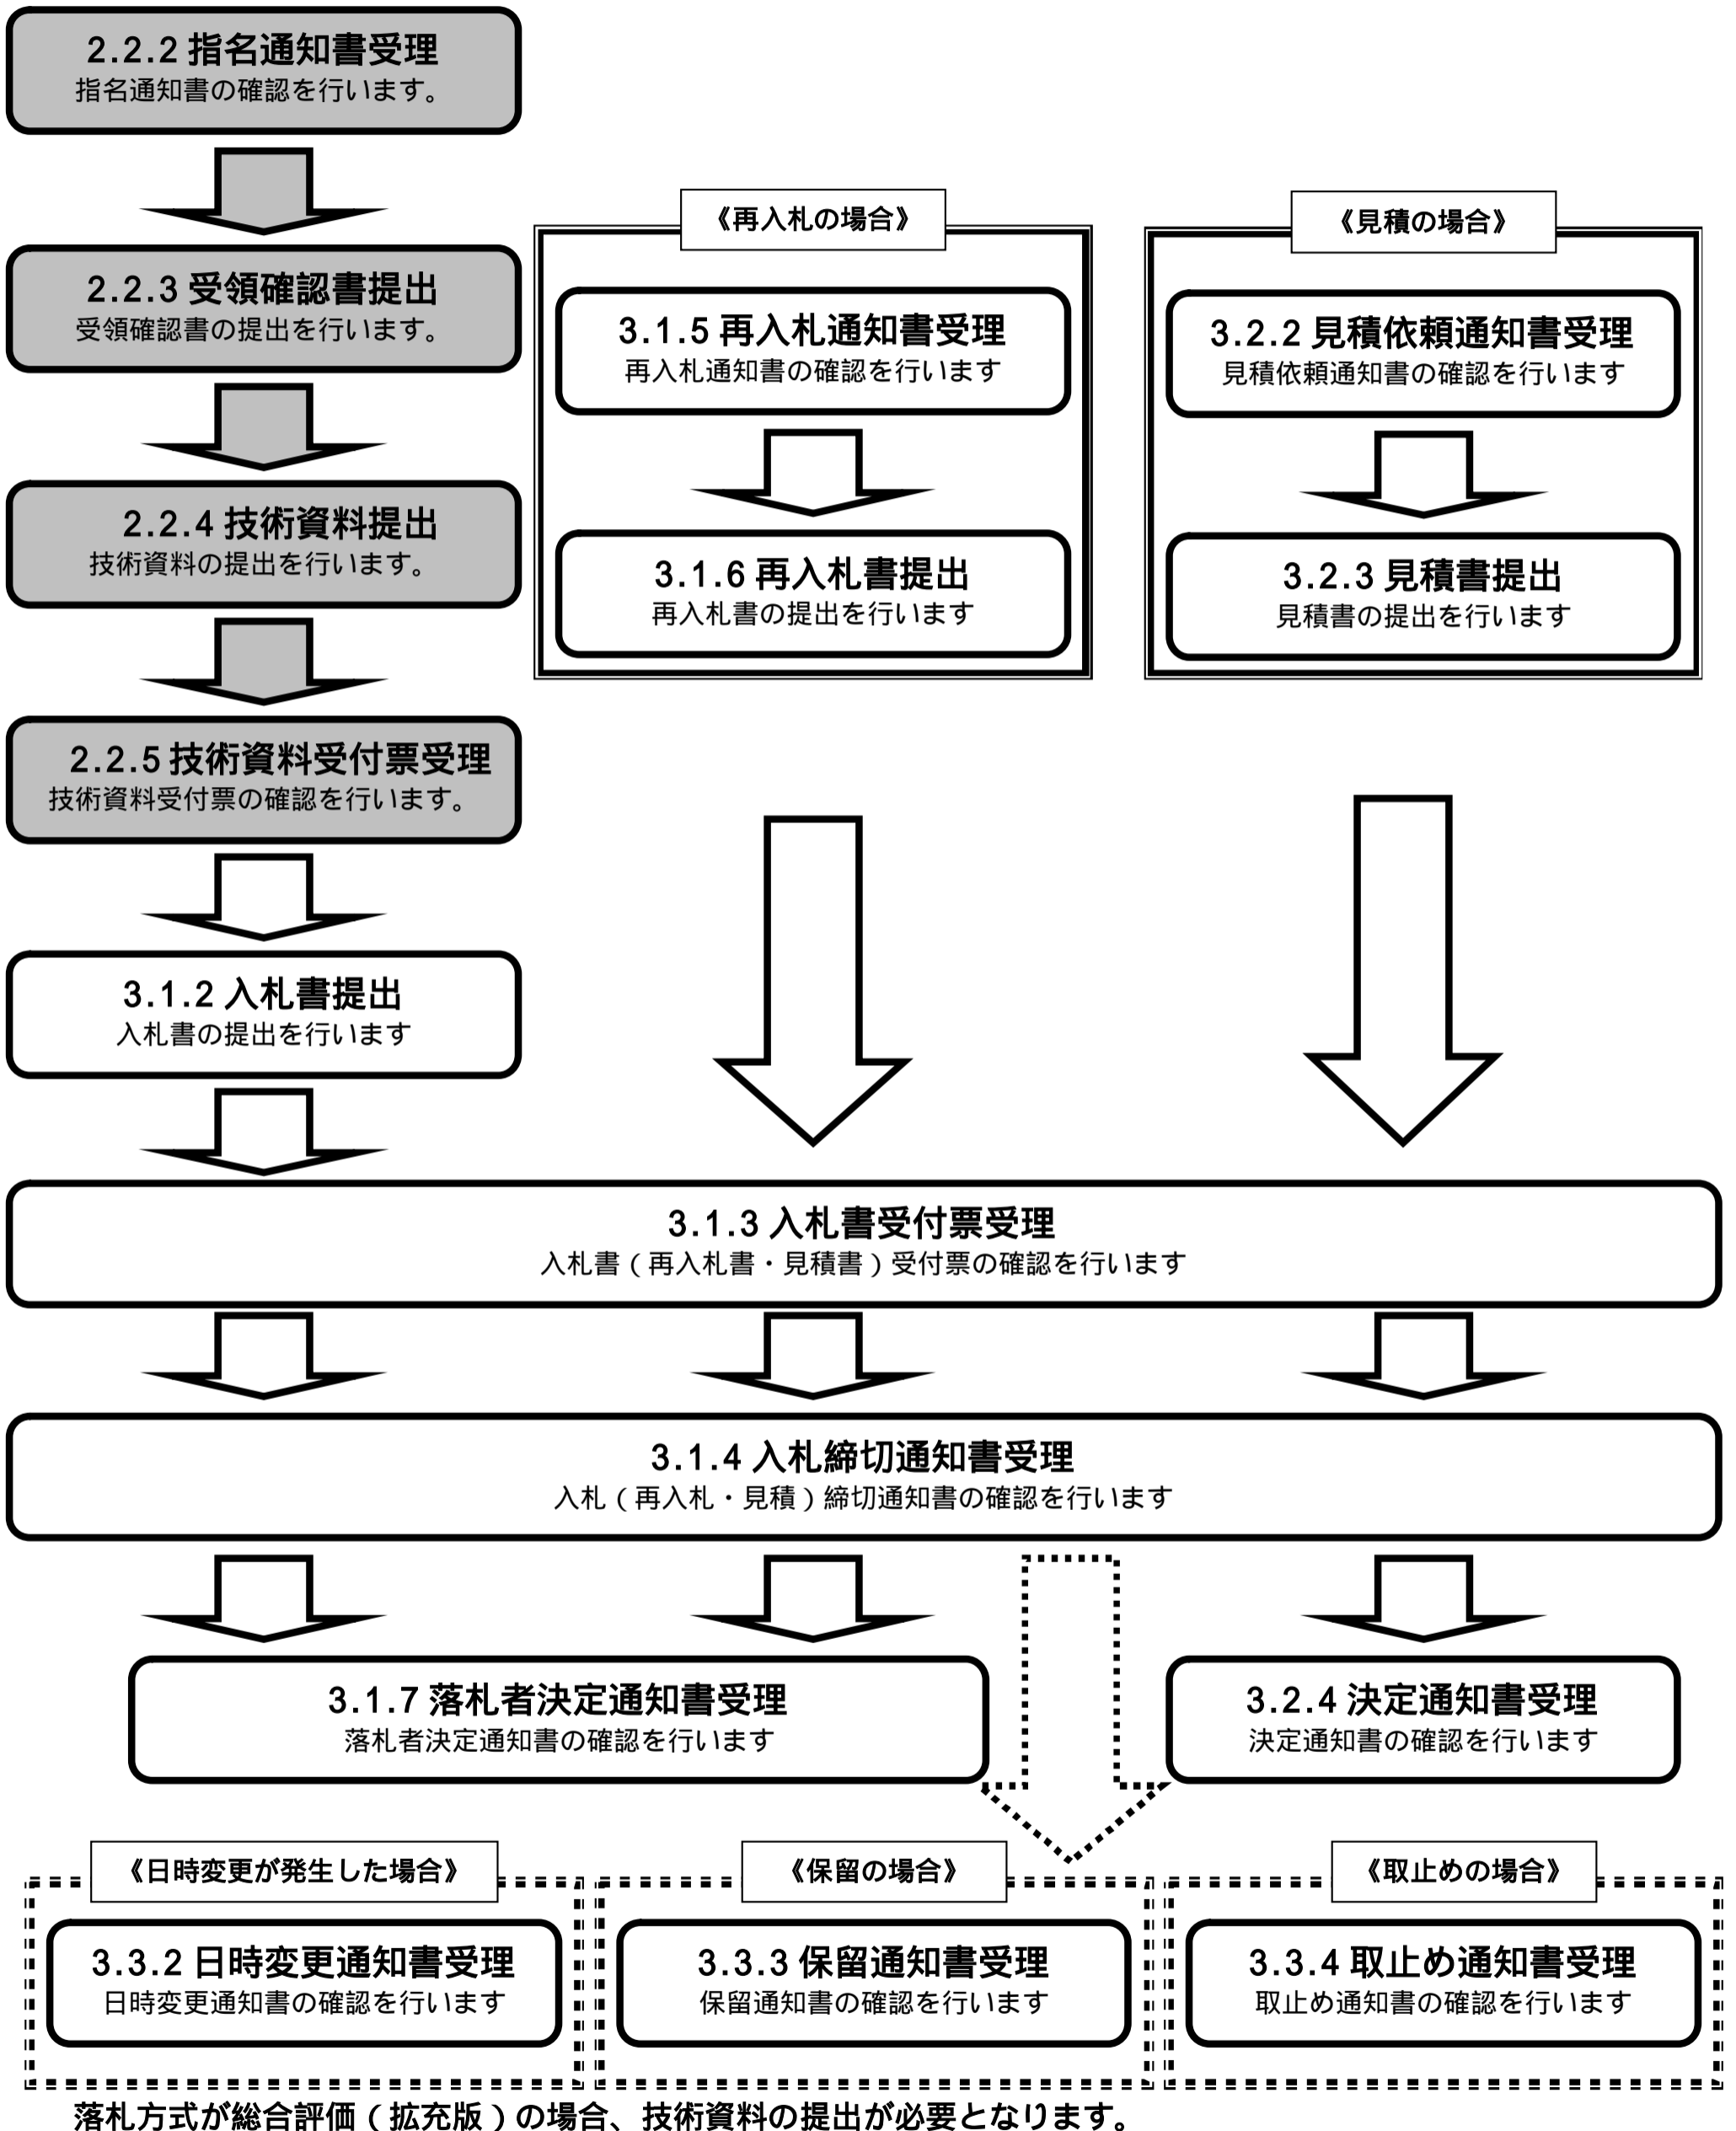 2.2.2 指名通知書受理
指名通知書の確認を行います。
2.2.3 受領確認書提出
受領確認書の提出を行います。
2.2.4 技術資料提出
技術資料の提出を行います。
2.2.5 技術資料受付票受理
技術資料受付票の確認を行います。
3.1.2 入札書提出
入札書の提出を行います
《再入札の場合》
3.1.5 再入札通知書受理
再入札通知書の確認を行います
3.1.6 再入札書提出
再入札書の提出を行います
《見積の場合》
3.2.2 見積依頼通知書受理
見積依頼通知書の確認を行います
3.2.3 見積書提出
見積書の提出を行います
3.1.3 入札書受付票受理
入札書(再入札書・見積書)受付票の確認を行います
3.1.4 入札締切通知書受理
入札(再入札・見積)締切通知書の確認を行います
3.1.7 落札者決定通知書受理
落札者決定通知書の確認を行います
3.2.4 決定通知書受理
決定通知書の確認を行います
《日時変更が発生した場合》
3.3.2 日時変更通知書受理
日時変更通知書の確認を行います
《保留の場合》
3.3.3 保留通知書受理
保留通知書の確認を行います
《取止めの場合》
3.3.4 取止め通知書受理
取止め通知書の確認を行います
落札方式が総合評価(拡充版)の場合、技術資料の提出が必要となります。